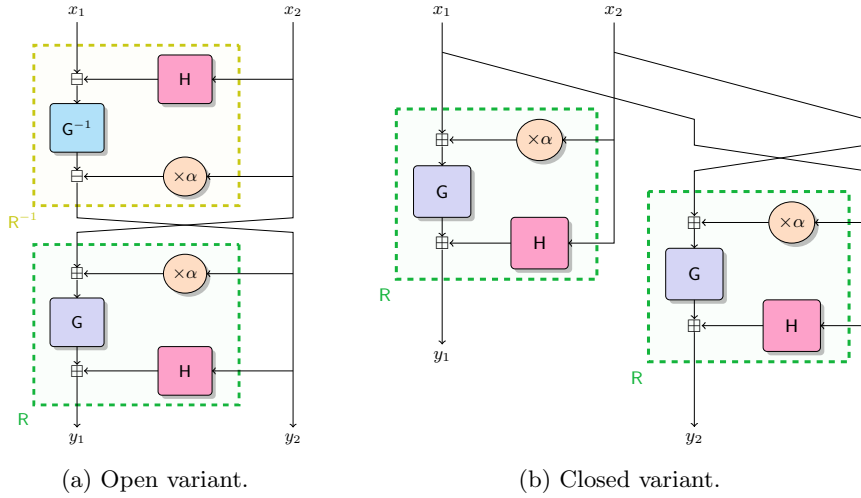 x₁ x₂ x₁ x₂
H
G⁻¹
×α
×α
R⁻¹
G
×α
H
×α
G
H
R
G
H
R
y₁
R
y₁ y₂
y₂
(a) Open variant.
(b) Closed variant.